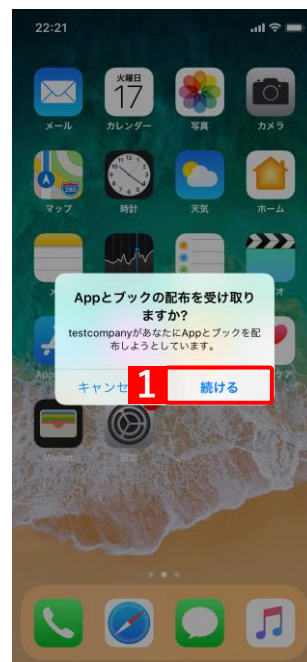 22:21
火曜日
17
280
メール
カレンダー
写真
カメラ
マップ
時計
天気
ホーム
Appとブックの配布を受け取り
ますか?
testcompanyがあなたにAppとブックを配
布しようとしています。
キャンセ
1
続ける
App
ケア
Wallet
設定